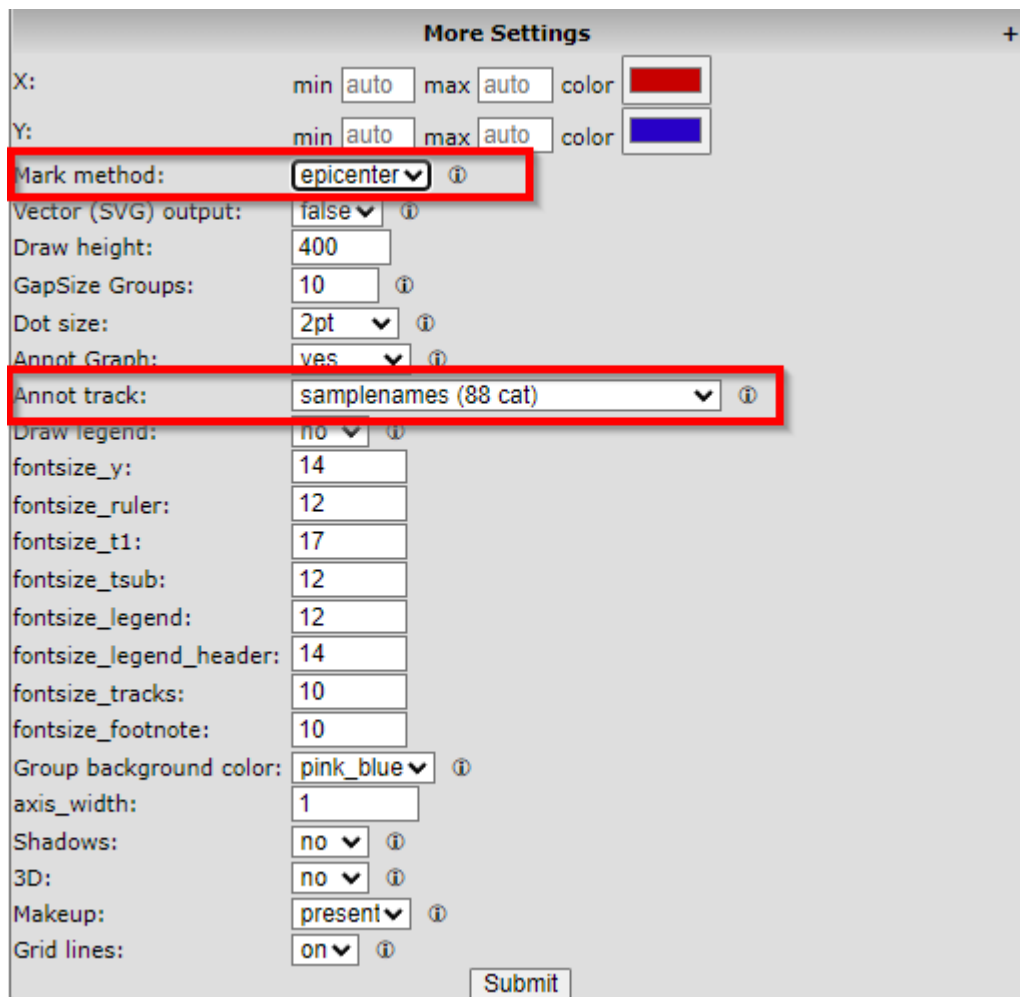 More Settings +
X: min auto max auto color
Y: min auto max auto color
Mark method: epicenter
Vector (SVG) output: false
Draw height: 400
GapSize Groups: 10
Dot size: 2pt
Annot Graph: yes
Annot track: samplenames (88 cat)
Draw legend: no
fontsize_y: 14
fontsize_ruler: 12
fontsize_t1: 17
fontsize_tsub: 12
fontsize_legend: 12
fontsize_legend_header: 14
fontsize_tracks: 10
fontsize_footnote: 10
Group background color: pink_blue
axis_width: 1
Shadows: no
3D: no
Makeup: present
Grid lines: on
Submit